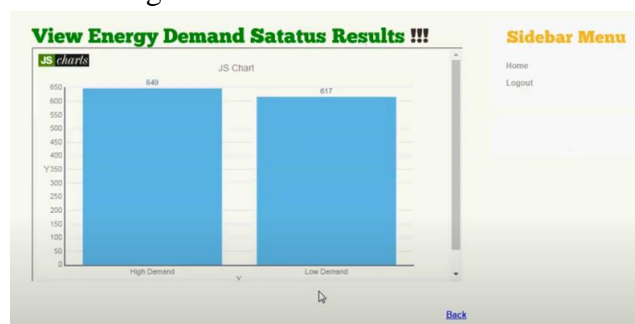 View Energy Demand Satatus Results !!!
Sidebar Menu
Home
Logout
JS charts
JS Chart
649
617
650
600
550
500
450
400
Y350
300
250
200
150
100
50
0
High Demand
Low Demand
Back